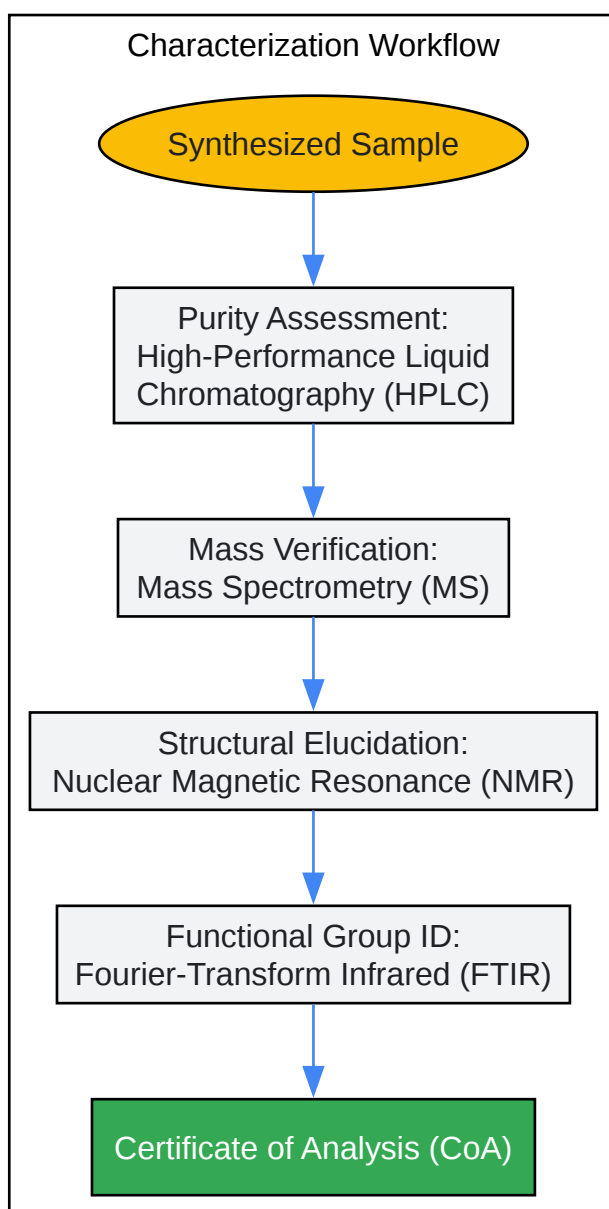 Characterization Workflow
Synthesized Sample
Purity Assessment:
High-Performance Liquid
Chromatography (HPLC)
Mass Verification:
Mass Spectrometry (MS)
Structural Elucidation:
Nuclear Magnetic Resonance (NMR)
Functional Group ID:
Fourier-Transform Infrared (FTIR)
Certificate of Analysis (CoA)